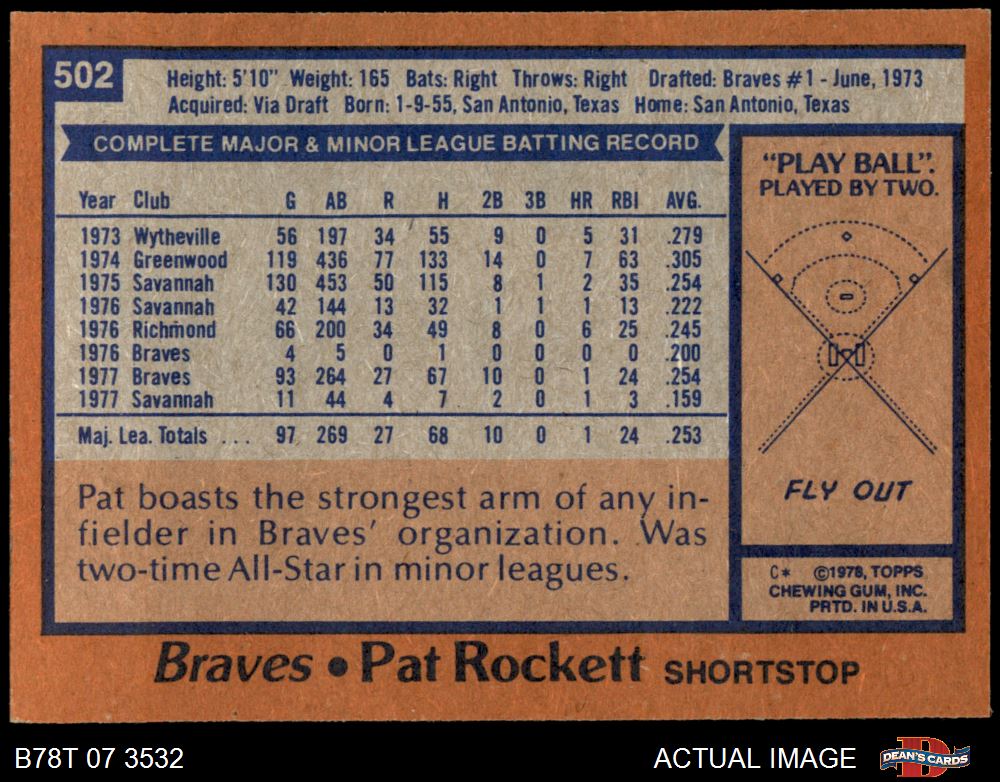 502
Height: 5'10" Weight: 165 Bats: Right Throws: Right Drafted: Braves #1 - June, 1973
Acquired: Via Draft Born: 1-9-55, San Antonio, Texas Home: San Antonio, Texas
COMPLETE MAJOR & MINOR LEAGUE BATTING RECORD
Year Club G AB R H 2B 3B HR RBI AVG.
1973 Wytheville 56 197 34 55 9 0 5 31 .279
1974 Greenwood 119 436 77 133 14 0 7 63 .305
1975 Savannah 130 453 50 115 8 1 2 35 .254
1976 Savannah 42 144 13 32 1 1 1 13 .222
1976 Richmond 66 200 34 49 8 0 6 25 .245
1976 Braves 4 5 0 1 0 0 0 0 .200
1977 Braves 93 264 27 67 10 0 1 24 .254
1977 Savannah 11 44 4 7 2 0 1 3 .159
Maj. Lea. Totals ... 97 269 27 68 10 0 1 24 .253
Pat boasts the strongest arm of any in-
fielder in Braves' organization. Was
two-time All-Star in minor leagues.
"PLAY BALL".
PLAYED BY TWO.
FLY OUT
C* ©1978, TOPPS
CHEWING GUM, INC.
PRTD. IN U.S.A.
Braves • Pat Rockett SHORTSTOP
B78T 07 3532
ACTUAL IMAGE
DEAN'S CARDS